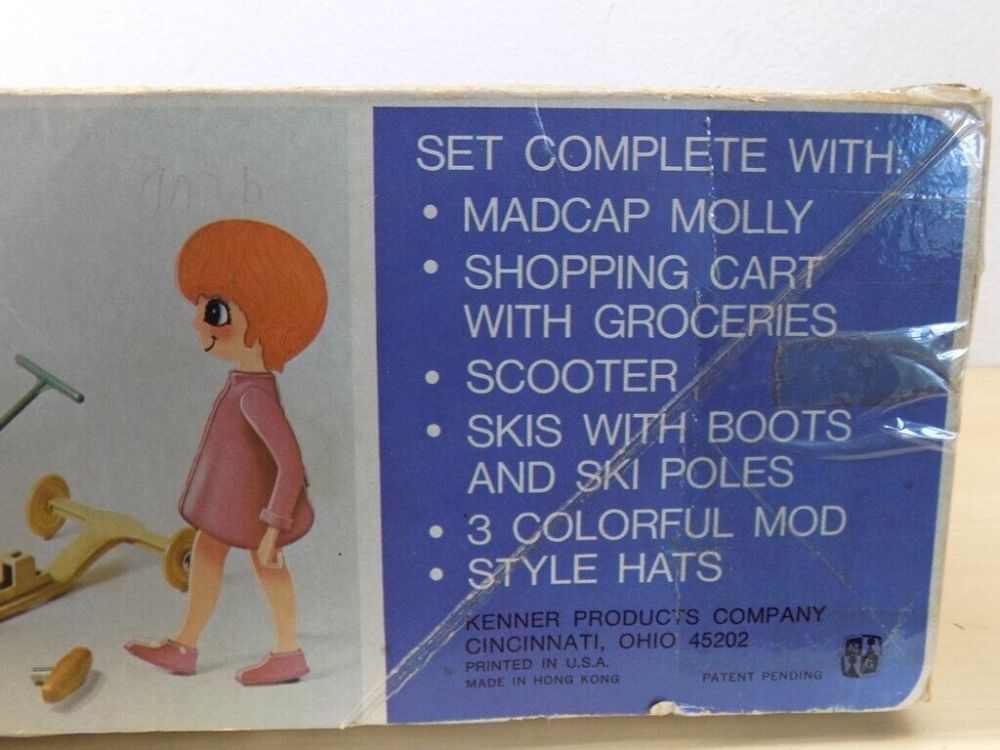 SET COMPLETE WITH:
• MADCAP MOLLY
• SHOPPING CART
WITH GROCERIES
• SCOOTER
• SKIS WITH BOOTS
AND SKI POLES
• 3 COLORFUL MOD
• STYLE HATS
KENNER PRODUCTS COMPANY
CINCINNATI, OHIO 45202
PRINTED IN U.S.A.
MADE IN HONG KONG
PATENT PENDING